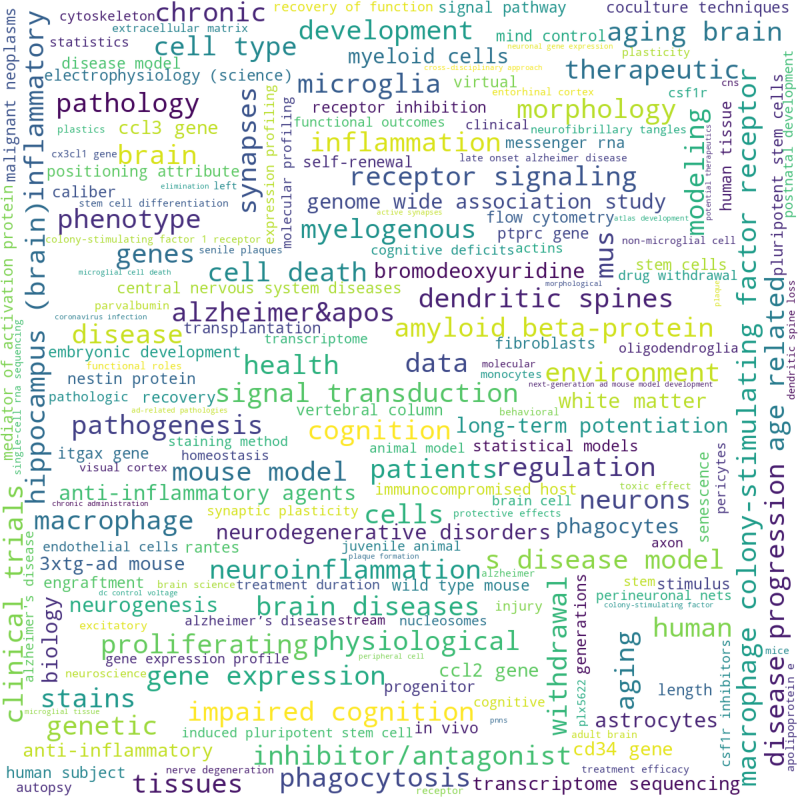 cytoskeleton
chronic
recovery of function
signal pathway
coculture techniques
extracellular matrix
statistics
cell type
development
neuronal gene expression
mind control
plasticity
aging brain
disease model
myeloid cells
cross-disciplinary approach
therapeutic
electrophysiology (science)
microglia
virtual
entorhinal cortex
csf1r
cns
pathology
receptor inhibition
morphology
plastics
ccl3 gene
functional outcomes
clinical
neurofibrillary tangles
cx3cl1 gene
brain
inflammation
messenger rna
positioning attribute
self-renewal
late onset alzheimer disease
caliber
elimination
left
receptor signaling
stem cell differentiation
genome wide association study
phenotype
active synapses
flow cytometry
atlas development
myelogenous
ptprc gene
colony-stimulating factor 1 receptor
non-microglial cell
genes
senile plaques
cognitive deficits
actins
stem cells
microglial cell death
cell death
bromodeoxyuridine
drug withdrawal
central nervous system diseases
morphological
parvalbumin
dendritic spines
coronavirus infection
alzheimer&apos
disease
transplantation
amyloid beta-protein
transcriptome
fibroblasts
embryonic development
oligodendroglia
functional roles
health
data
molecular
monocytes
environment
nestin protein
next-generation ad mouse model development
pathologic
recovery
signal transduction
white matter
ad-related pathologies
vertebral column
behavioral
pathogenesis
cognition
long-term potentiation
staining method
animal model
statistical models
itgax gene
homeostasis
visual cortex
mouse model
patients
regulation
toxic effect
anti-inflammatory agents
immunocompromised host
brain cell
neurons
chronic administration
synaptic plasticity
cells
protective effects
macrophage
neurodegenerative disorders
phagocytes
endothelial cells
rantes
juvenile animal
axon
plaque formation
3xtg-ad mouse
neuroinflammation
s disease model
alzheimer
engraftment
brain science
treatment duration
wild type mouse
stem
stimulus
dc control voltage
perineuronal nets
neurogenesis
brain diseases
injury
colony-stimulating factor
excitatory
alzheimer’s disease
stream
nucleosomes
human
proliferating
physiological
gene expression profile
peripheral cell
neuroscience
gene expression
ccl2 gene
progenitor
length
stains
cognitive
microglial tissue
impaired cognition
astrocytes
pnns
genetic
induced pluripotent stem cell
in vivo
adult brain
anti-inflammatory
inhibitor/antagonist
cd34 gene
human subject
nerve degeneration
treatment efficacy
autopsy
tissues
phagocytosis
transcriptome sequencing
receptor
malignant neoplasms
mediator of activation protein
single-cell rna sequencing
clinical trials
alzheimer's disease
hippocampus (brain)
inflammatory
biology
synapses
expression profiling
molecular profiling
mus
modeling
potential therapeutics
human tissue
plaque
macrophage colony-stimulating factor receptor
age related
disease progression
pluripotent stem cells
postnatal development
dendritic spine loss
senescence
pericytes
withdrawal
generations
plx5622
aging
csf1r inhibitors
mice
apolipoprotein e